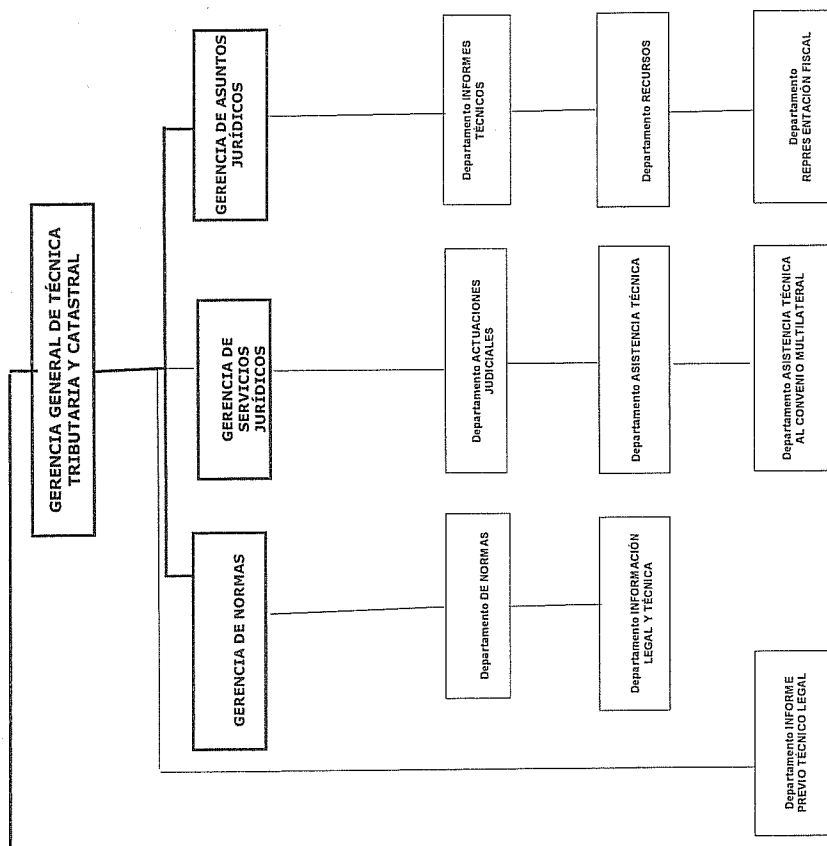 GERENCIA GENERAL DE TÉCNICA
TRIBUTARIA Y CATASTRAL
GERENCIA DE NORMAS
GERENCIA DE
SERVICIOS
JURÍDICOS
GERENCIA DE ASUNTOS
JURÍDICOS
Departamento DE NORMAS
Departamento ACTUACIONES
JUDICIALES
Departamento INFORMES
TÉCNICOS
Departamento INFORMACIÓN
LEGAL Y TÉCNICA
Departamento ASISTENCIA TÉCNICA
Departamento RECURSOS
Departamento INFORME
PREVIO TÉCNICO LEGAL
Departamento ASISTENCIA TÉCNICA
AL CONVENIO MULTILATERAL
Departamento
REPRESENTACIÓN FISCAL